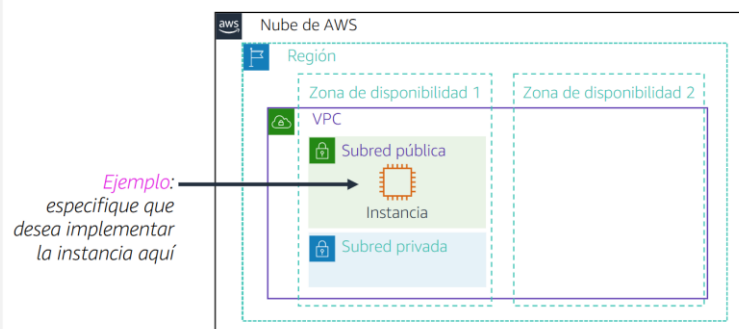 aws
Nube de AWS
Región
Zona de disponibilidad 1
Zona de disponibilidad 2
VPC
Subred pública
Instancia
Subred privada
Ejemplo:
especifique que
desea implementar
la instancia aquí